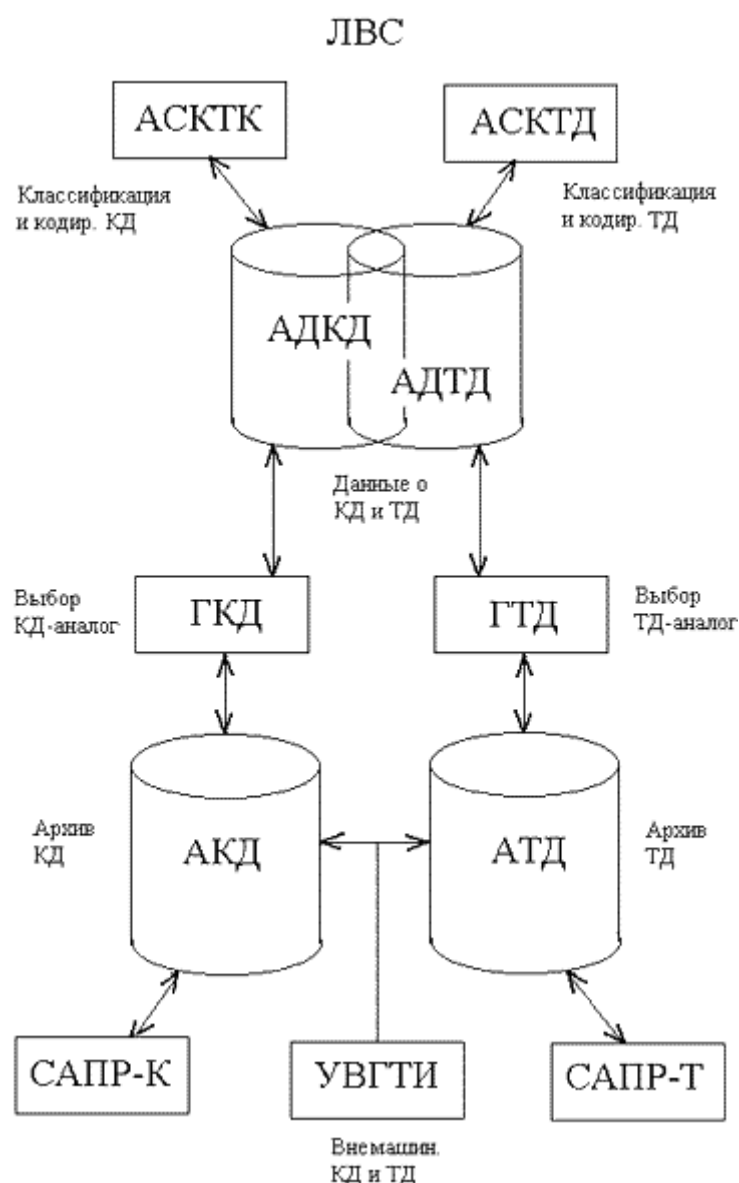 ЛВС
АСКТК
АСКТД
Классификация
и кодир. КД
Классификация
и кодир. ТД
АДКД
АДТД
Данные о
КД и ТД
Выбор
КД-аналог
ГКД
ГТД
Выбор
ТД-аналог
Архив
КД
АКД
АТД
Архив
ТД
САПР-К
УВГТИ
САПР-Т
Внемашин.
КД и ТД